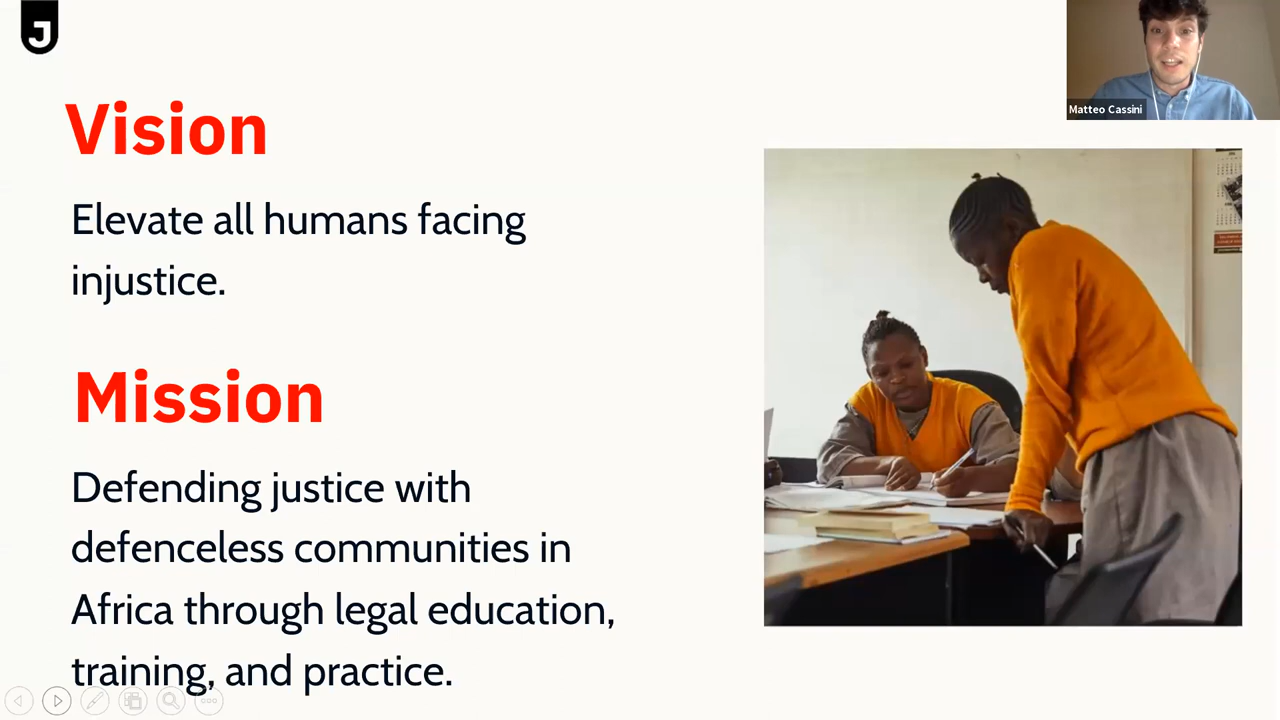 J
Matteo Cassini
Vision
Elevate all humans facing
injustice.
Mission
Defending justice with
defenceless communities in
Africa through legal education,
training, and practice.